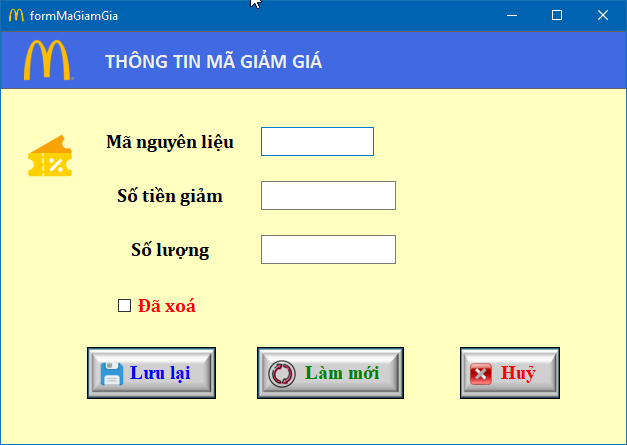 formMaGiamGia
THÔNG TIN MÃ GIẢM GIÁ
Mã nguyên liệu
Số tiền giảm
Số lượng
Đã xoá
Lưu lại
Làm mới
Huỷ